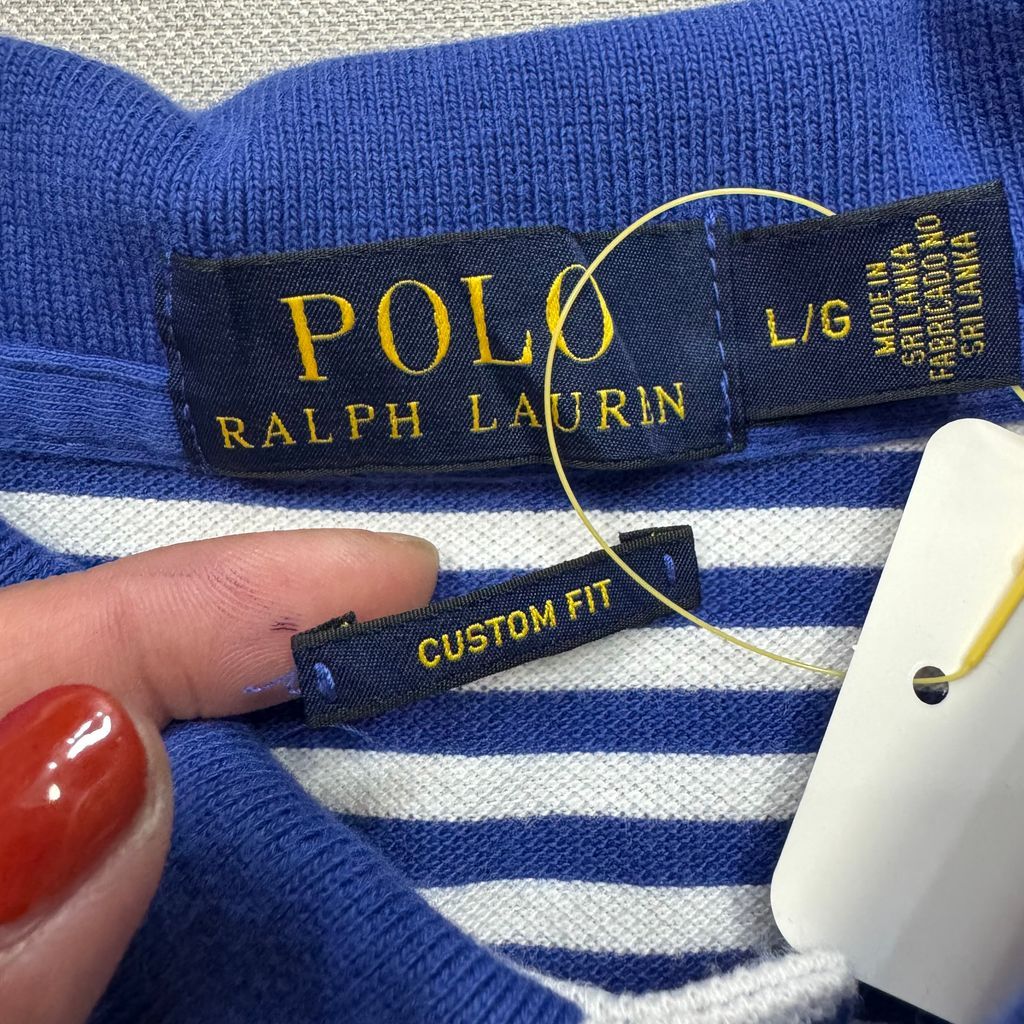 POLO
RALPH LAUREN
L/G
MADE IN
SRI LANKA
FABRICADO NO
SRI LANKA
CUSTOM FIT